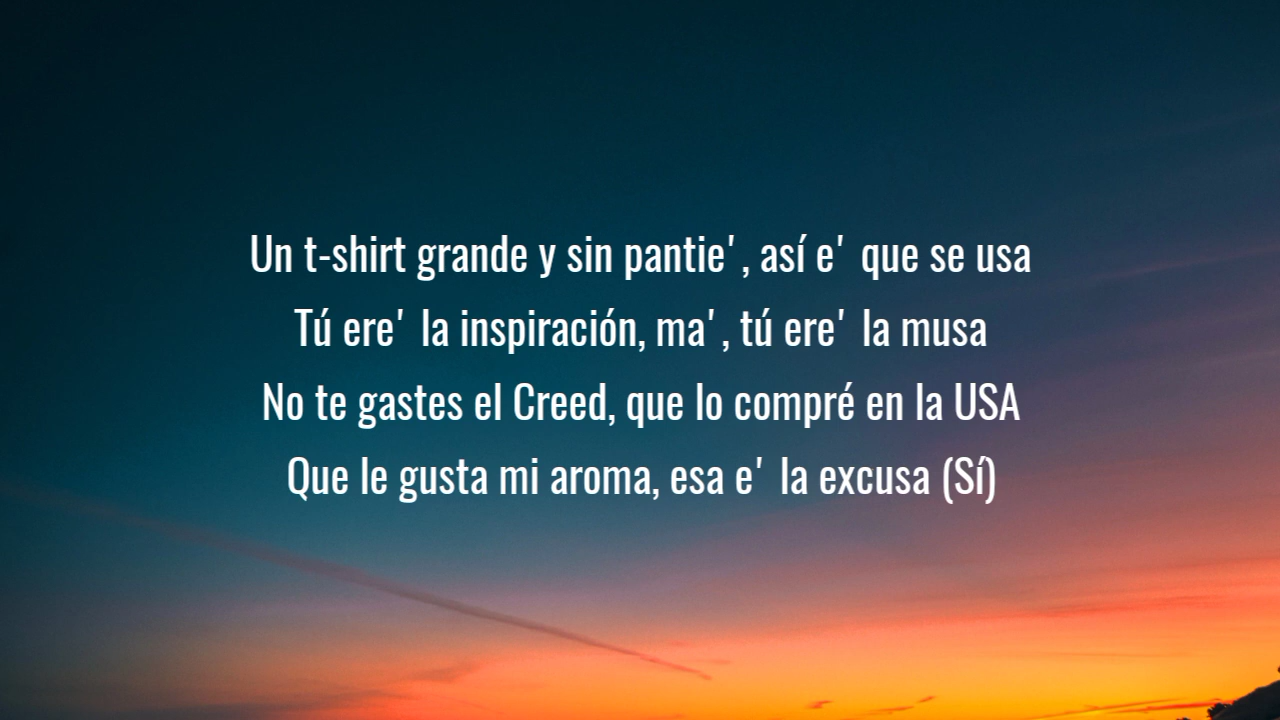 Un t-shirt grande y sin pantie', así e' que se usa
Tú ere' la inspiración, ma', tú ere' la musa
No te gastes el Creed, que lo compré en la USA
Que le gusta mi aroma, esa e' la excusa (Sí)